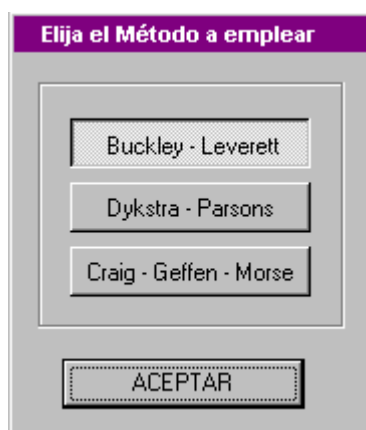 Elija el Método a emplear
Buckley - Leverett
Dykstra - Parsons
Craig - Geffen - Morse
ACEPTAR